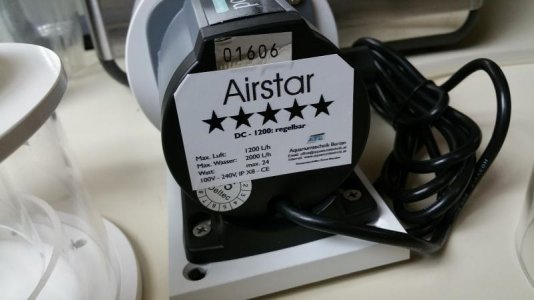 01606
Airstar
★★★★★
DC - 1200: regelbar
Max. Luft: 1200 L/h
Max. Wasser: 2000 L/h
Watt: max. 24
100V - 240V, IP X8 - CE
Aquarientechnik